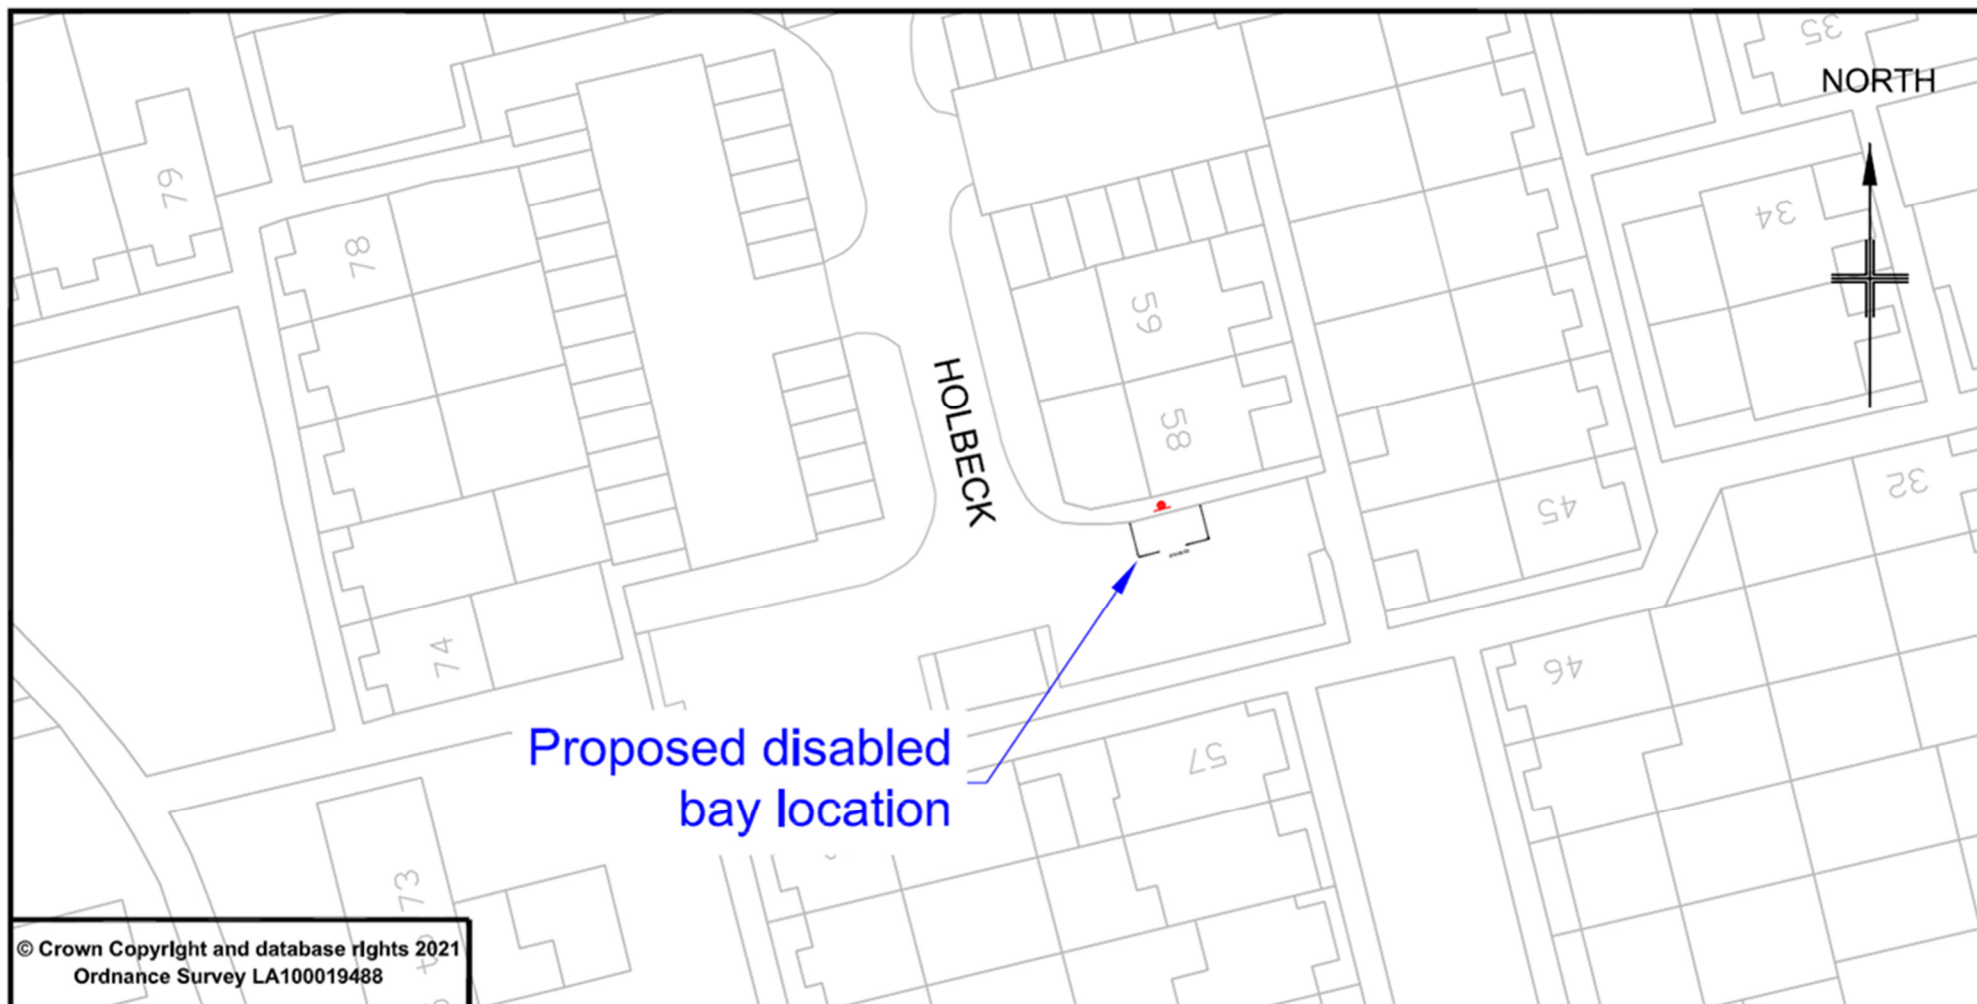 35
NORTH
79
78
34
59
HOLBECK
58
45
32
74
46
Proposed disabled
bay location
57
73
© Crown Copyright and database rights 2021
Ordnance Survey LA100019488